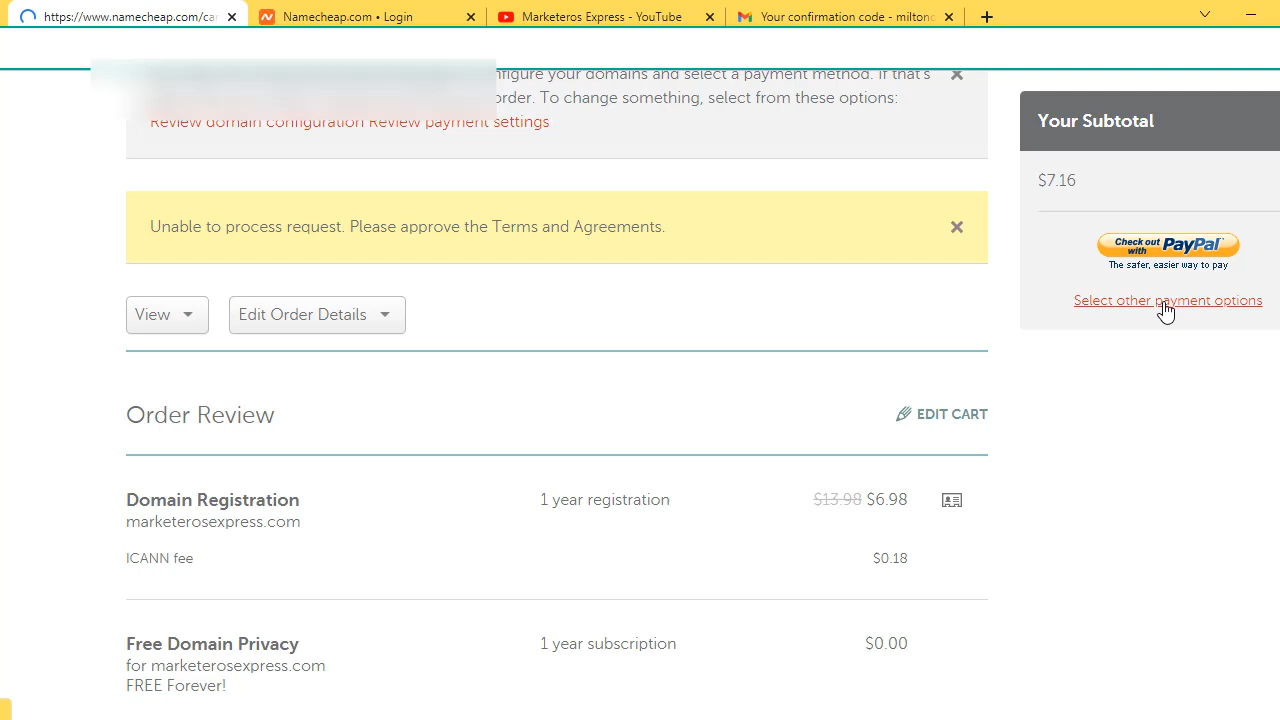 https://www.namecheap.com/ca
Namecheap.com • Login
Marketeros Express - YouTube
Your confirmation code - milton
figure your domains and select a payment method. If that's
order. To change something, select from these options:
Review domain configuration Review payment settings
Your Subtotal
$7.16
Unable to process request. Please approve the Terms and Agreements.
Check out with PayPal
The safer, easier way to pay
Select other payment options
View
Edit Order Details
Order Review
EDIT CART
Domain Registration
1 year registration
$13.98 $6.98
marketerosexpress.com
ICANN fee
$0.18
Free Domain Privacy
1 year subscription
$0.00
for marketerosexpress.com
FREE Forever!